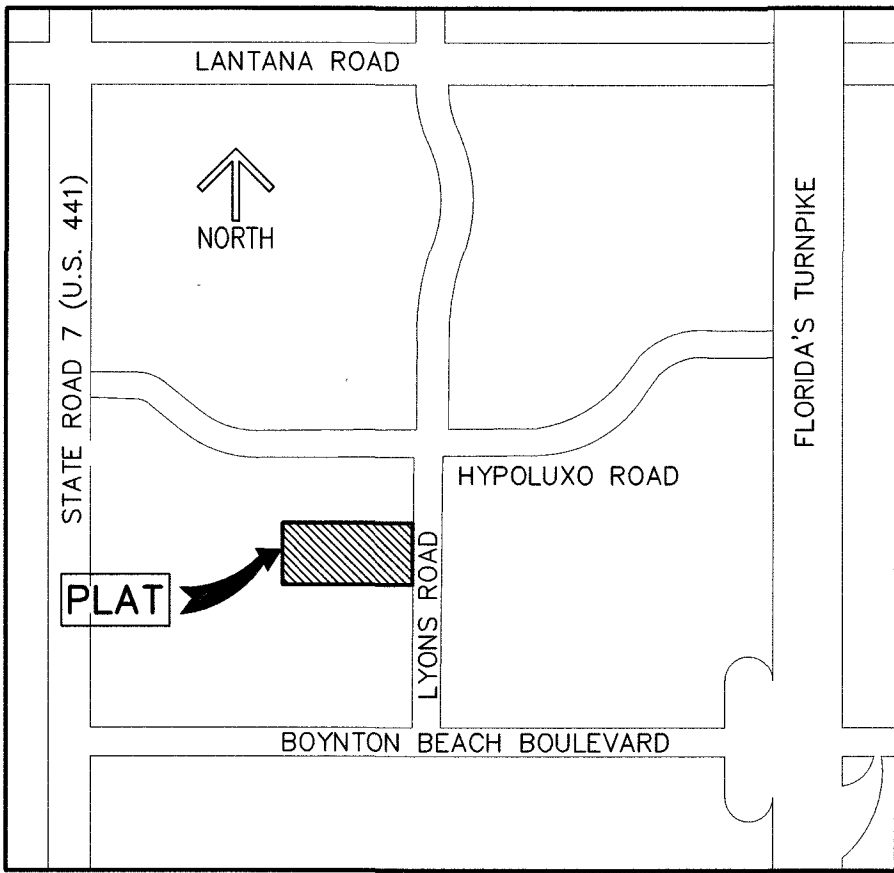 LANTANA ROAD
NORTH
STATE ROAD 7 (U.S. 441)
FLORIDA'S TURNPIKE
HYPOLUXO ROAD
PLAT
LYONS ROAD
BOYNTON BEACH BOULEVARD